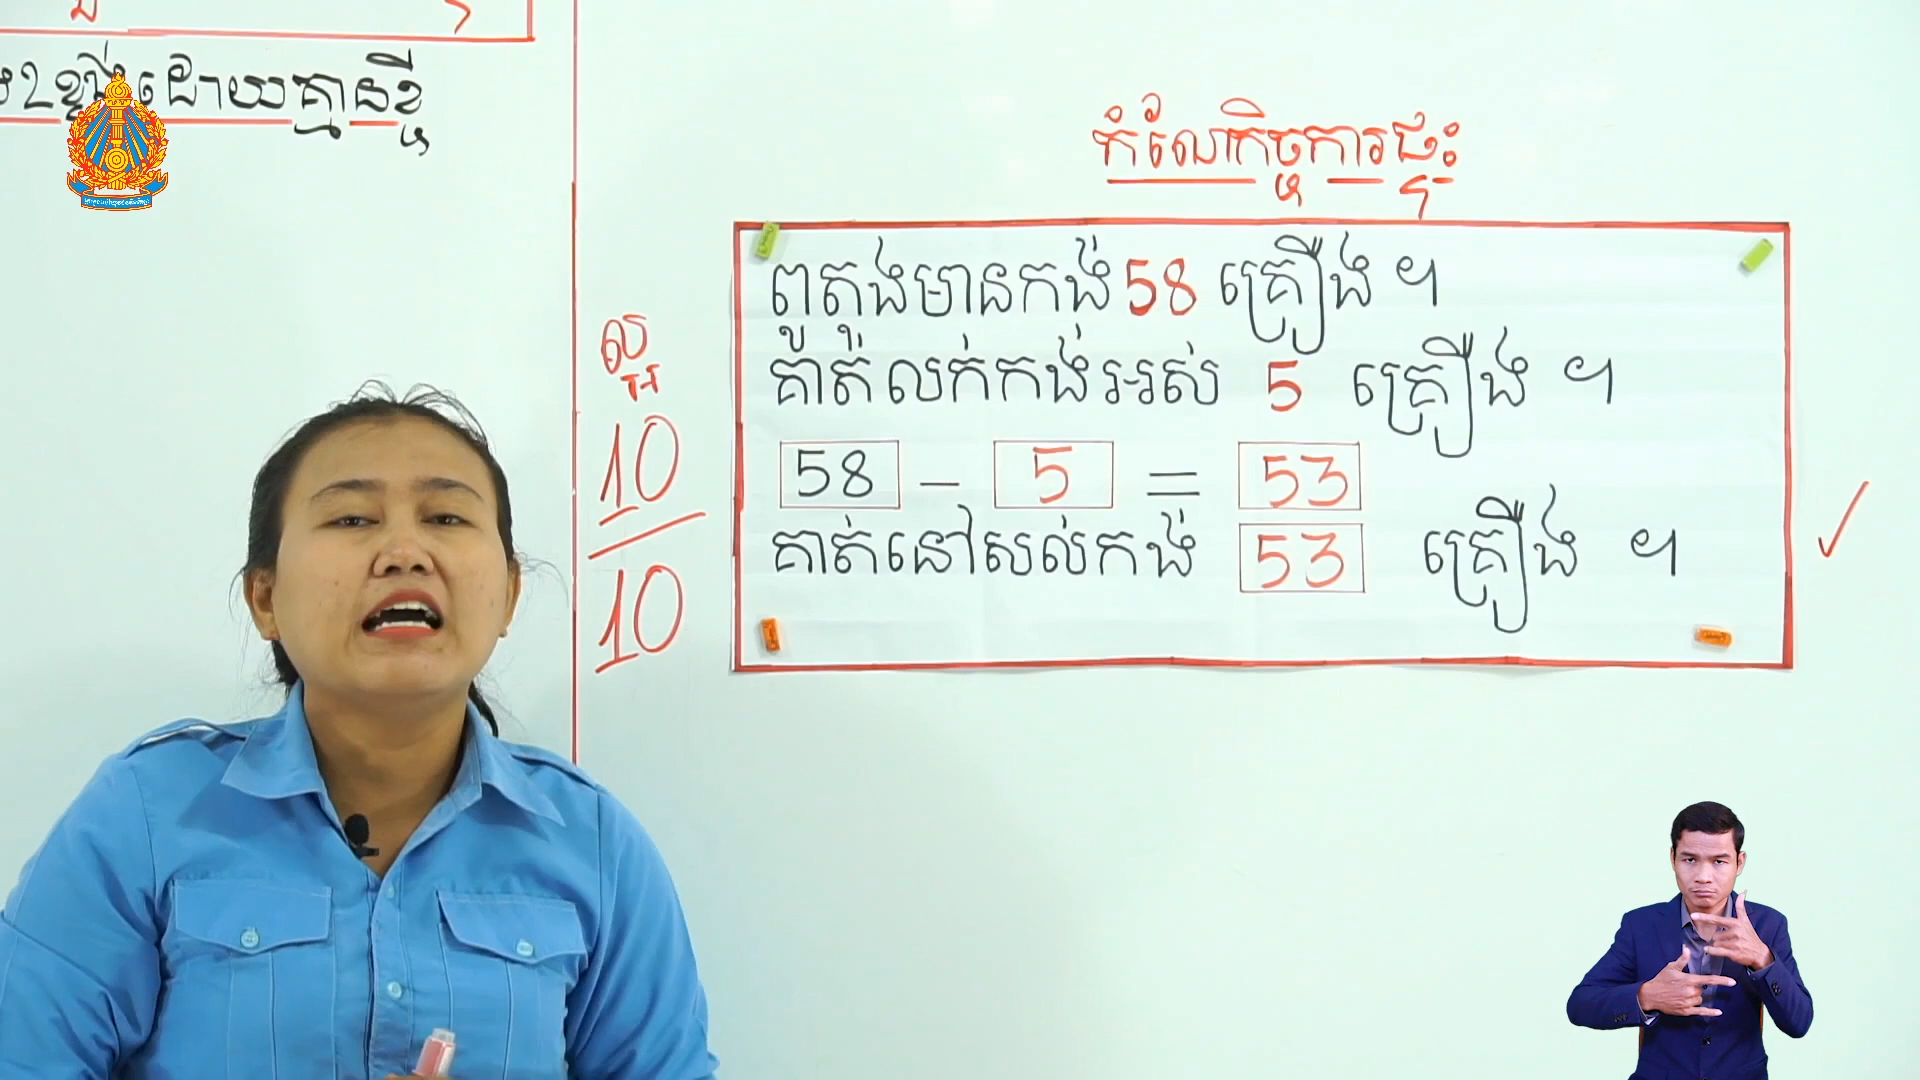 ដោយគ្មានខ្ចី
កំណែកិច្ចការផ្ទះ
ពូតូងមានកង់ 58 គ្រឿង ។
គាត់លក់កង់អស់ 5 គ្រឿង ។
58 - 5 = 53
គាត់នៅសល់កង់ 53 គ្រឿង ។
ល្អ
10
10